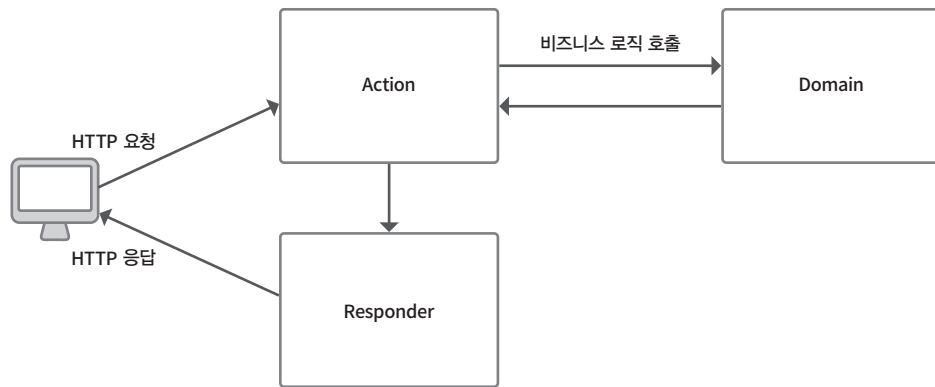 비즈니스 로직 호출
Action
Domain
HTTP 요청
HTTP 응답
Responder